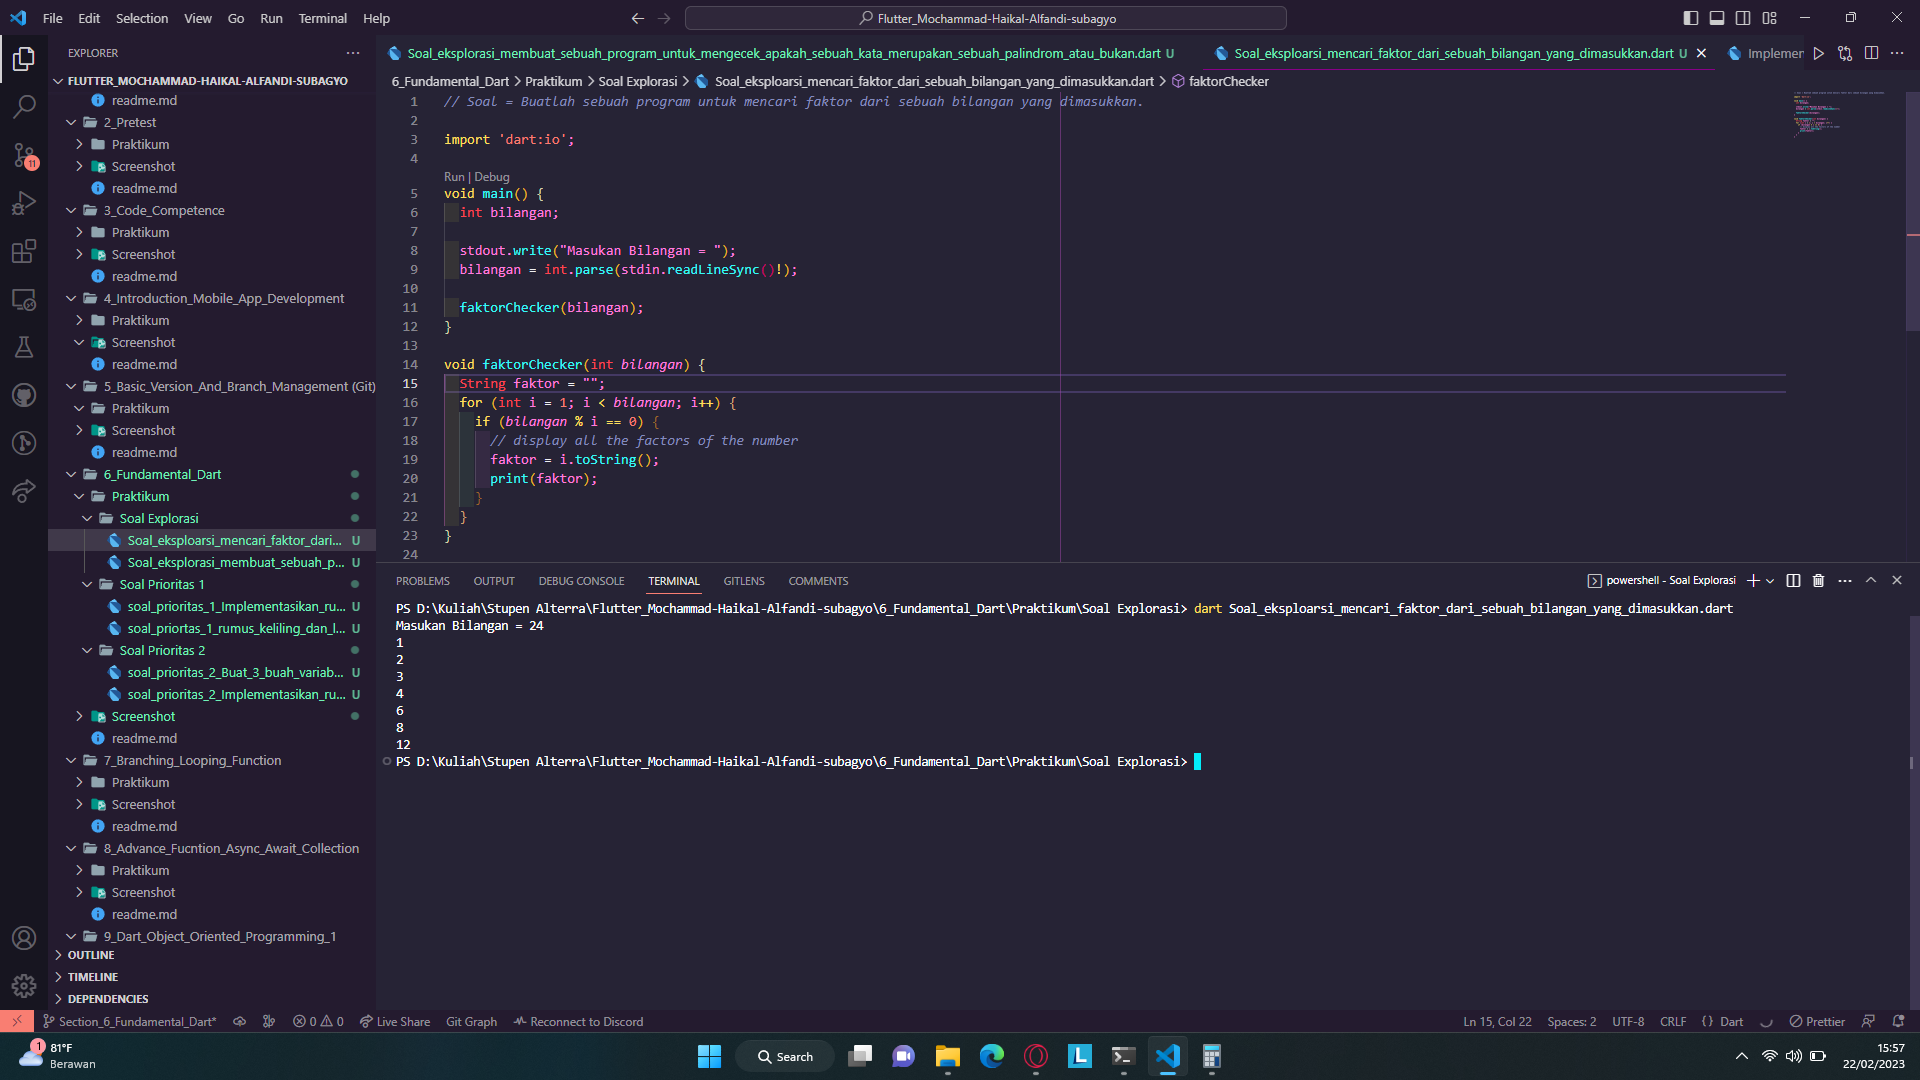 File Edit Selection View Go Run Terminal Help
Flutter_Mochammad-Haikal-Alfandi-subagyo
EXPLORER
FLUTTER_MOCHAMMAD-HAIKAL-ALFANDI-SUBAGYO
readme.md
2_Pretest
Praktikum
Screenshot
readme.md
3_Code_Competence
Praktikum
Screenshot
readme.md
4_Introduction_Mobile_App_Development
Praktikum
Screenshot
readme.md
5_Basic_Version_And_Branch_Management (Git)
Praktikum
Screenshot
readme.md
6_Fundamental_Dart
Praktikum
Soal Explorasi
Soal_eksploarsi_mencari_faktor_dari... U
Soal_eksplorasi_membuat_sebuah_p... U
Soal Prioritas 1
soal_prioritas_1_Implementasikan_ru... U
soal_priortas_1_rumus_keliling_dan_l... U
Soal Prioritas 2
soal_prioritas_2_Buat_3_buah_variab... U
soal_prioritas_2_Implementasikan_ru... U
Screenshot
readme.md
7_Branching_Looping_Function
Praktikum
Screenshot
readme.md
8_Advance_Fucntion_Async_Await_Collection
Praktikum
Screenshot
readme.md
9_Dart_Object_Oriented_Programming_1
OUTLINE
TIMELINE
DEPENDENCIES
11
Soal_eksplorasi_membuat_sebuah_program_untuk_mengecek_apakah_sebuah_kata_merupakan_sebuah_palindrom_atau_bukan.dart U
Soal_eksploarsi_mencari_faktor_dari_sebuah_bilangan_yang_dimasukkan.dart U
Implemen
6_Fundamental_Dart > Praktikum > Soal Explorasi > Soal_eksploarsi_mencari_faktor_dari_sebuah_bilangan_yang_dimasukkan.dart > faktorChecker
1 // Soal = Buatlah sebuah program untuk mencari faktor dari sebuah bilangan yang dimasukkan.
2
3 import 'dart:io';
4
Run | Debug
5 void main() {
6 int bilangan;
7
8 stdout.write("Masukan Bilangan = ");
9 bilangan = int.parse(stdin.readLineSync()!);
10
11 faktorChecker(bilangan);
12 }
13
14 void faktorChecker(int bilangan) {
15 String faktor = "";
16 for (int i = 1; i < bilangan; i++) {
17 if (bilangan % i == 0) {
18 // display all the factors of the number
19 faktor = i.toString();
20 print(faktor);
21 }
22 }
23 }
24
PROBLEMS OUTPUT DEBUG CONSOLE TERMINAL GITLENS COMMENTS
powershell - Soal Explorasi
PS D:\Kuliah\Stupen Alterra\Flutter_Mochammad-Haikal-Alfandi-subagyo\6_Fundamental_Dart\Praktikum\Soal Explorasi> dart Soal_eksploarsi_mencari_faktor_dari_sebuah_bilangan_yang_dimasukkan.dart
Masukan Bilangan = 24
1
2
3
4
6
8
12
PS D:\Kuliah\Stupen Alterra\Flutter_Mochammad-Haikal-Alfandi-subagyo\6_Fundamental_Dart\Praktikum\Soal Explorasi>
Section_6_Fundamental_Dart* 0 0 Live Share Git Graph Reconnect to Discord
Ln 15, Col 22 Spaces: 2 UTF-8 CRLF { } Dart Prettier
1
81°F
Berawan
Search
15:57
22/02/2023